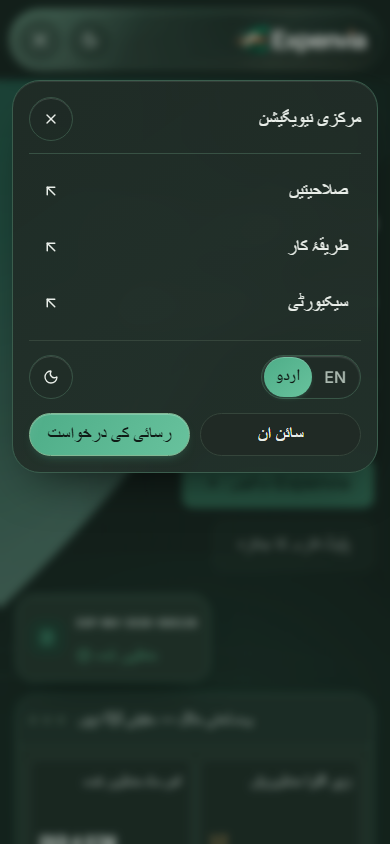 Expenvia
مرکزی نیویگیشن
صلاحیتیں
طریقۂ کار
سیکیورٹی
EN اردو
سائن ان
رسائی کی درخواست